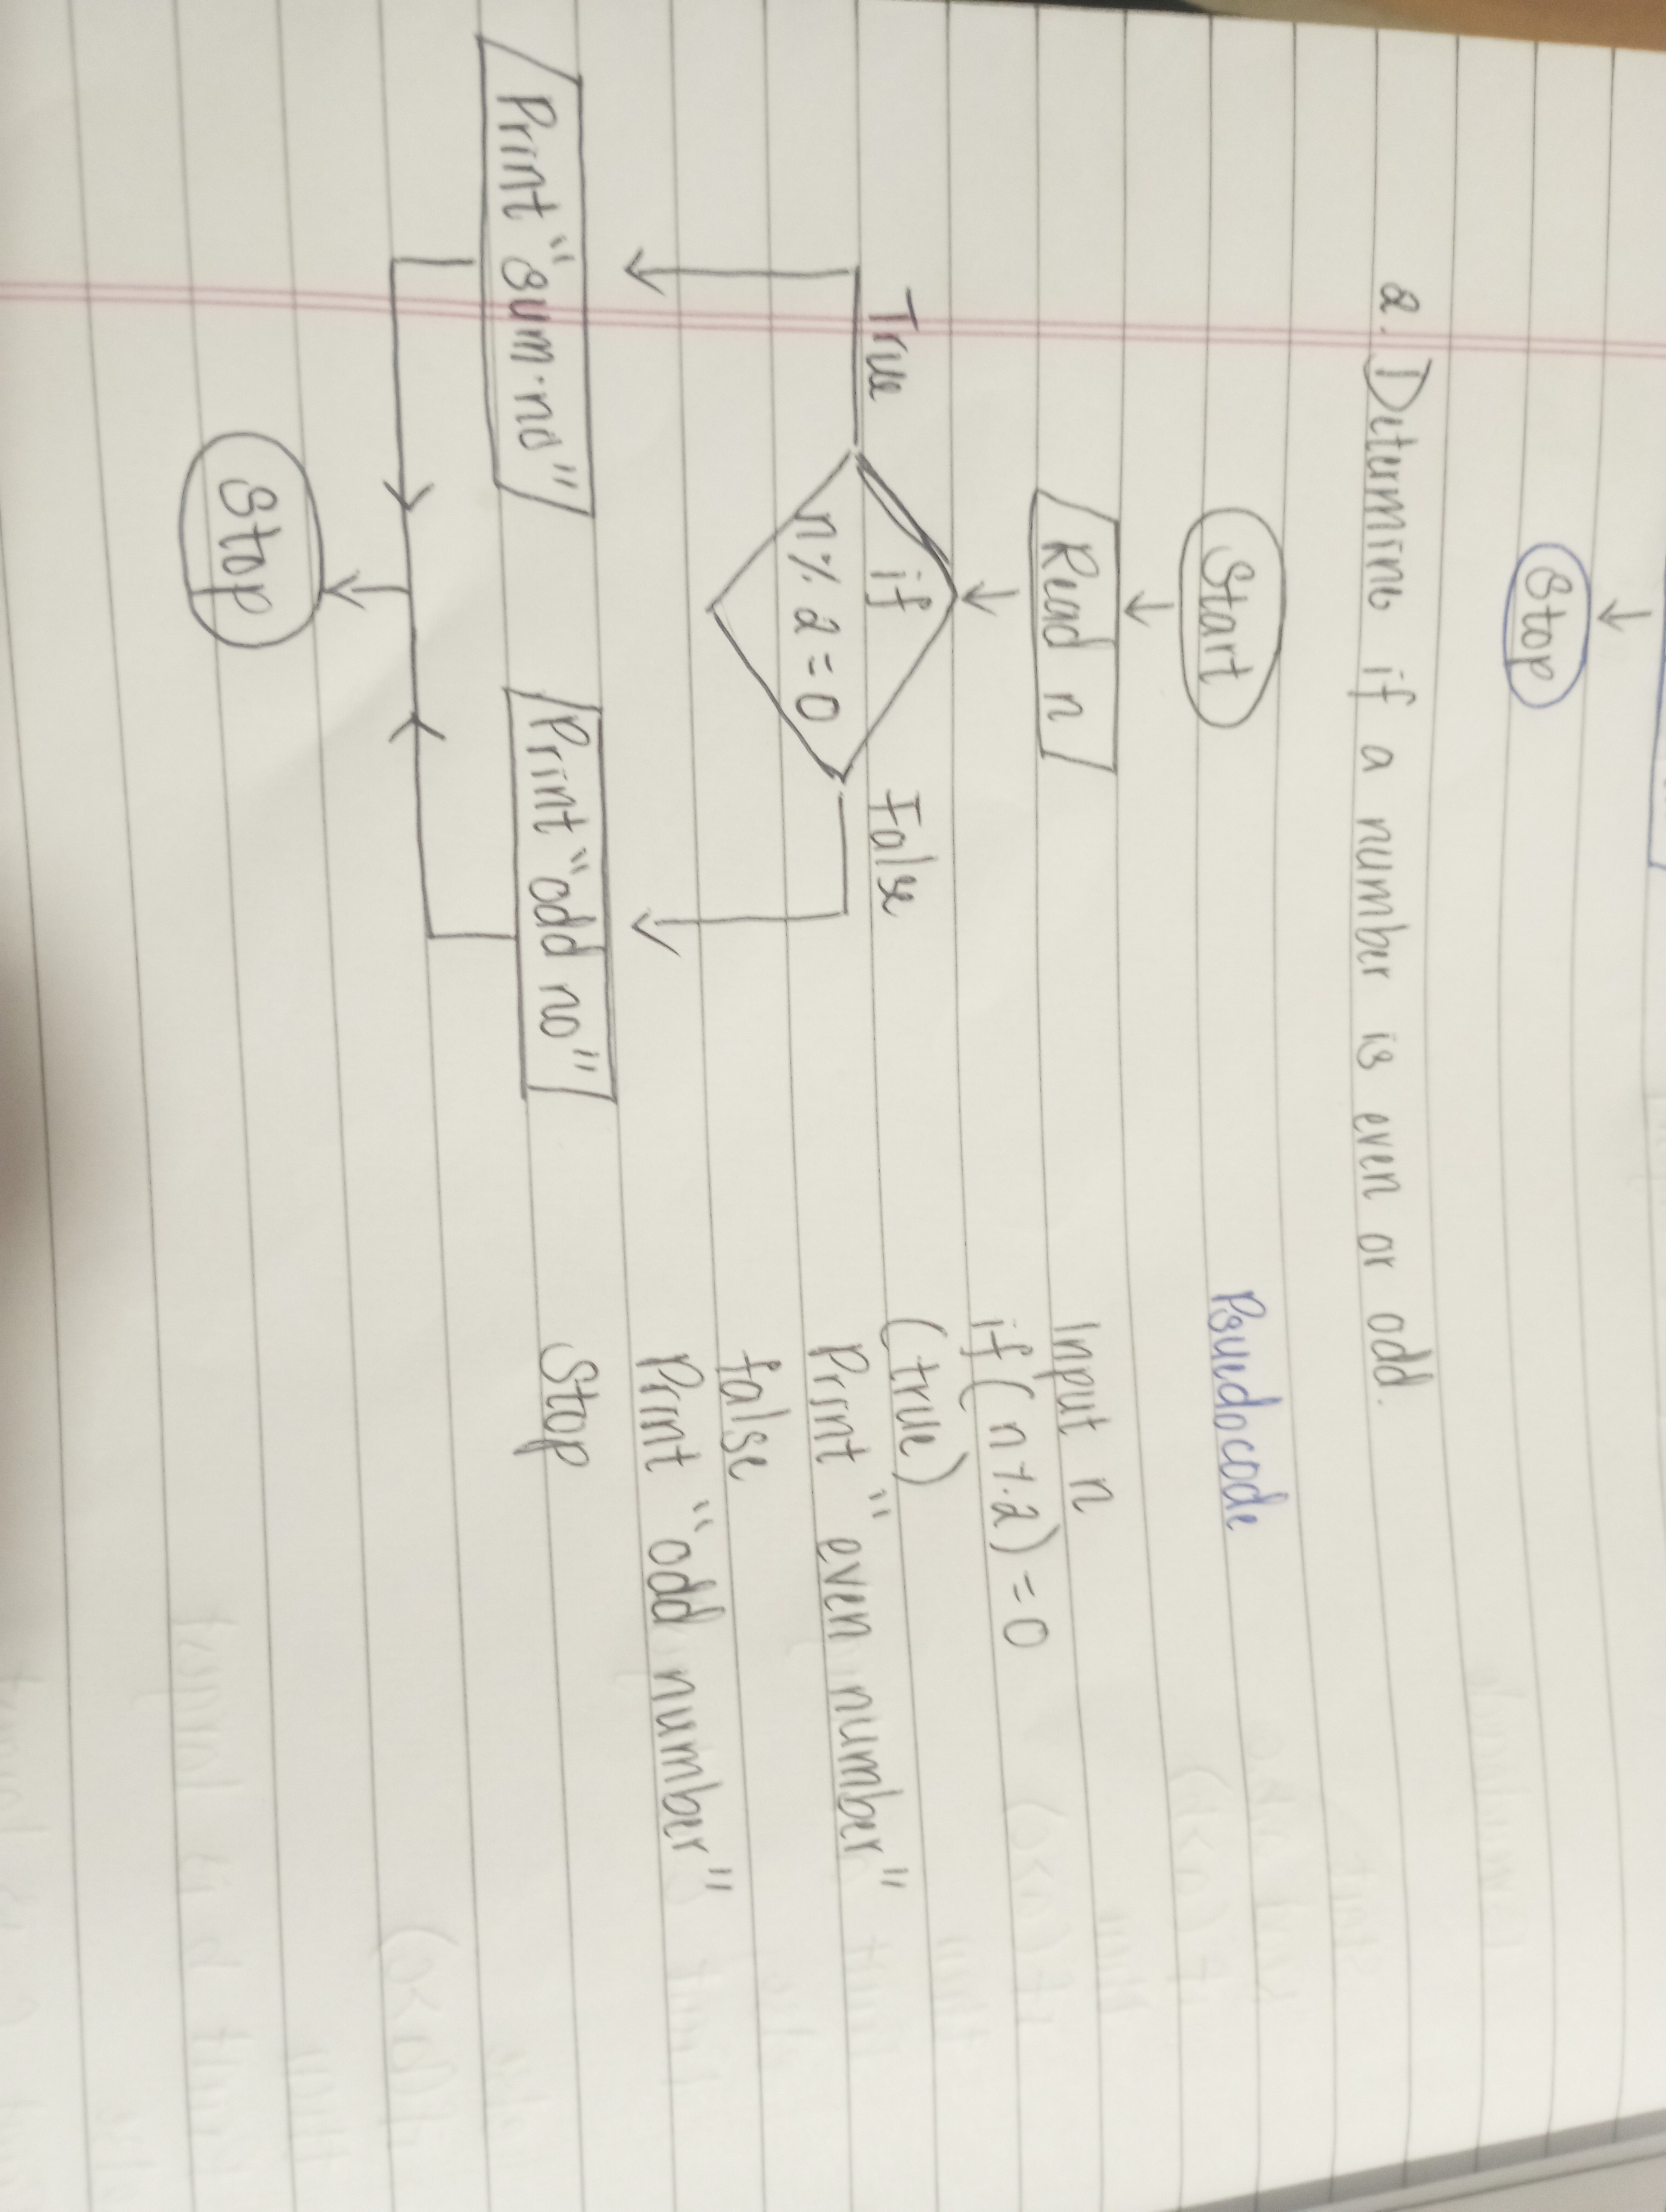 Stop
2. Determine if a number is even or odd.
Start
Read n
if
n % 2 = 0
True
False
Print "sum.no"
Print "odd no"
Stop
Psuedocode
Input n
if ( n % 2 ) = 0
( true )
Print "even number"
false
Print "odd number"
Stop